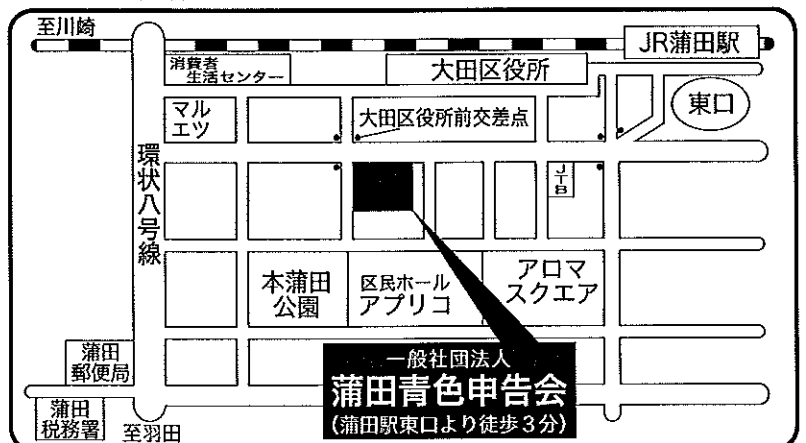 至川崎
JR蒲田駅
消費者
生活センター
大田区役所
東口
マル
エツ
大田区役所前交差点
環状八号線
JTB
本蒲田
公園
区民ホール
アプリコ
アロマ
スクエア
蒲田
郵便局
一般社団法人
蒲田青色申告会
(蒲田駅東口より徒歩3分)
蒲田
税務署
至羽田